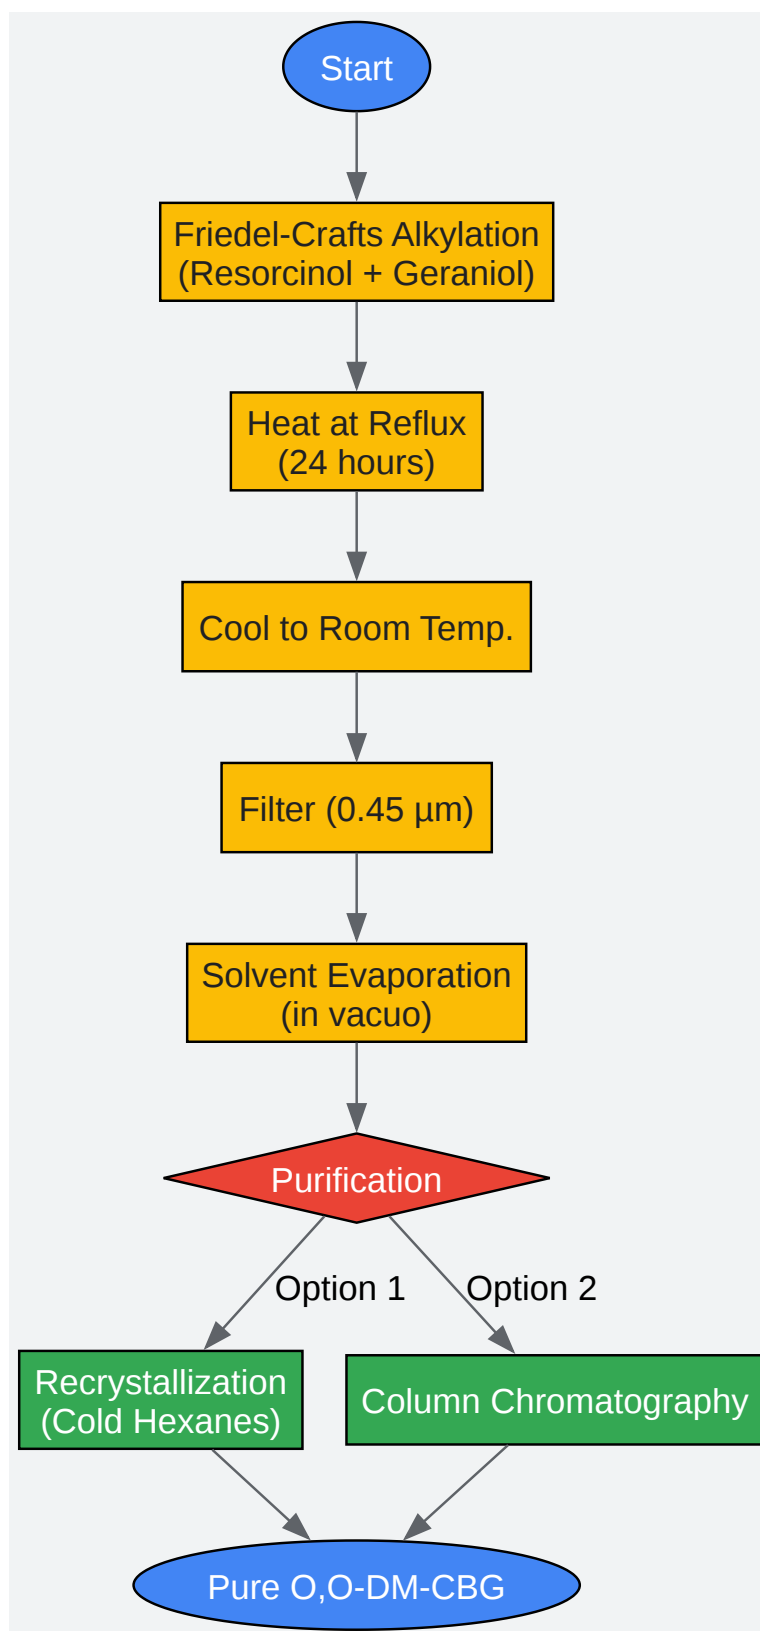 Start
Friedel-Crafts Alkylation
(Resorcinol + Geraniol)
Heat at Reflux
(24 hours)
Cool to Room Temp.
Filter (0.45 µm)
Solvent Evaporation
(in vacuo)
Purification
Option 1
Option 2
Recrystallization
(Cold Hexanes)
Column Chromatography
Pure O,O-DM-CBG